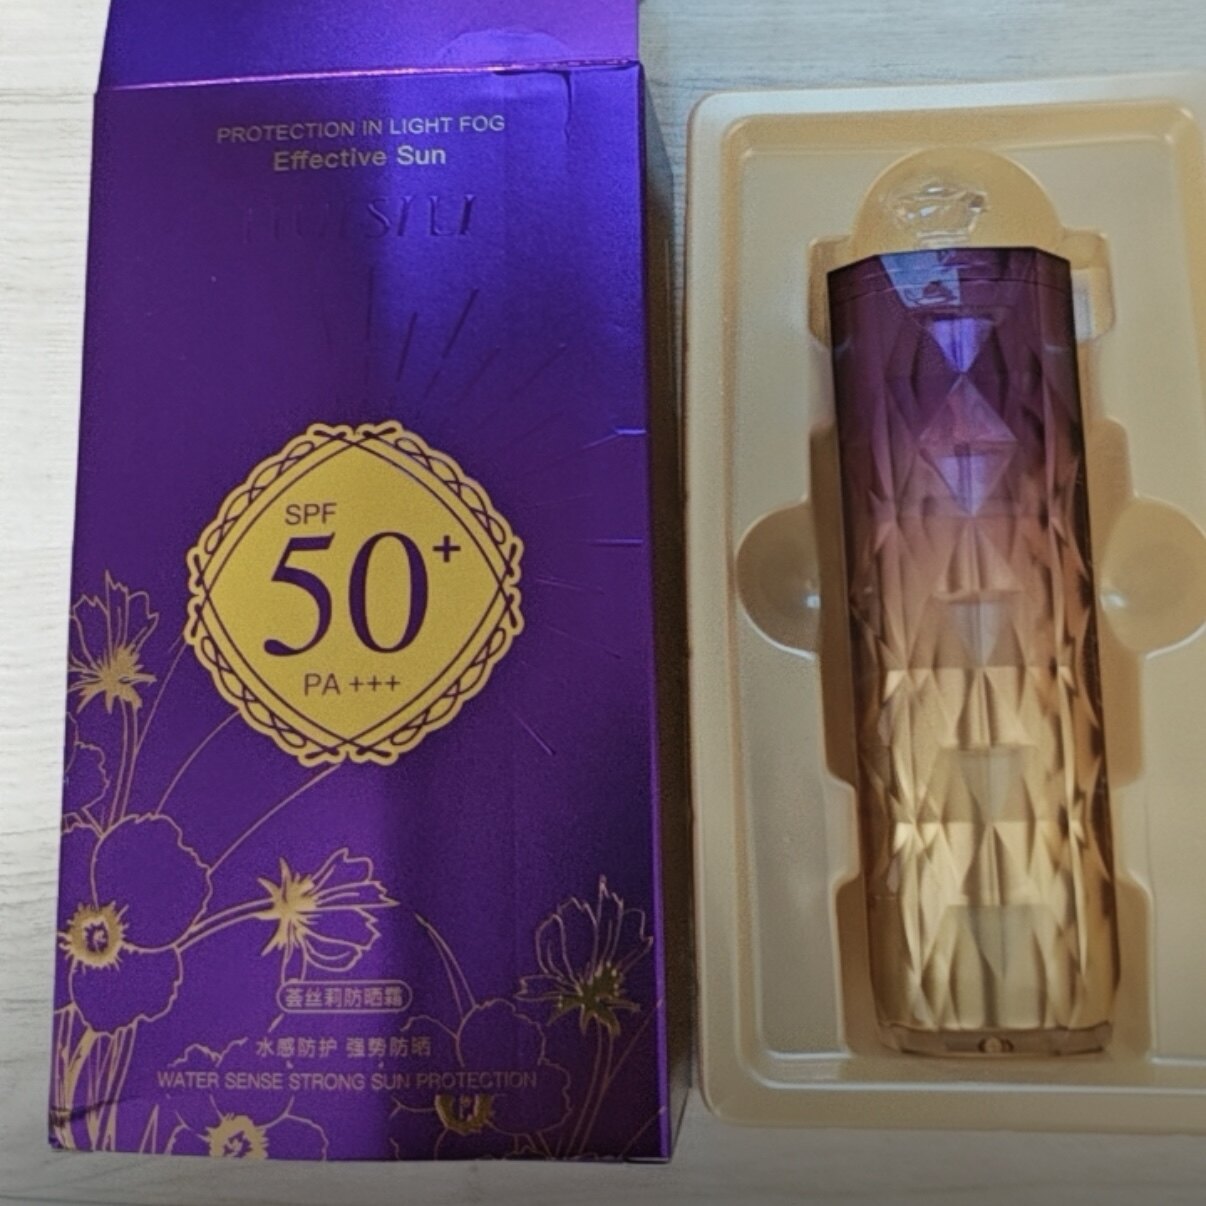 PROTECTION IN LIGHT FOG
Effective Sun
HUISILI
SPF
50+
PA +++
荟丝莉防晒霜
水感防护 强势防晒
WATER SENSE STRONG SUN PROTECTION